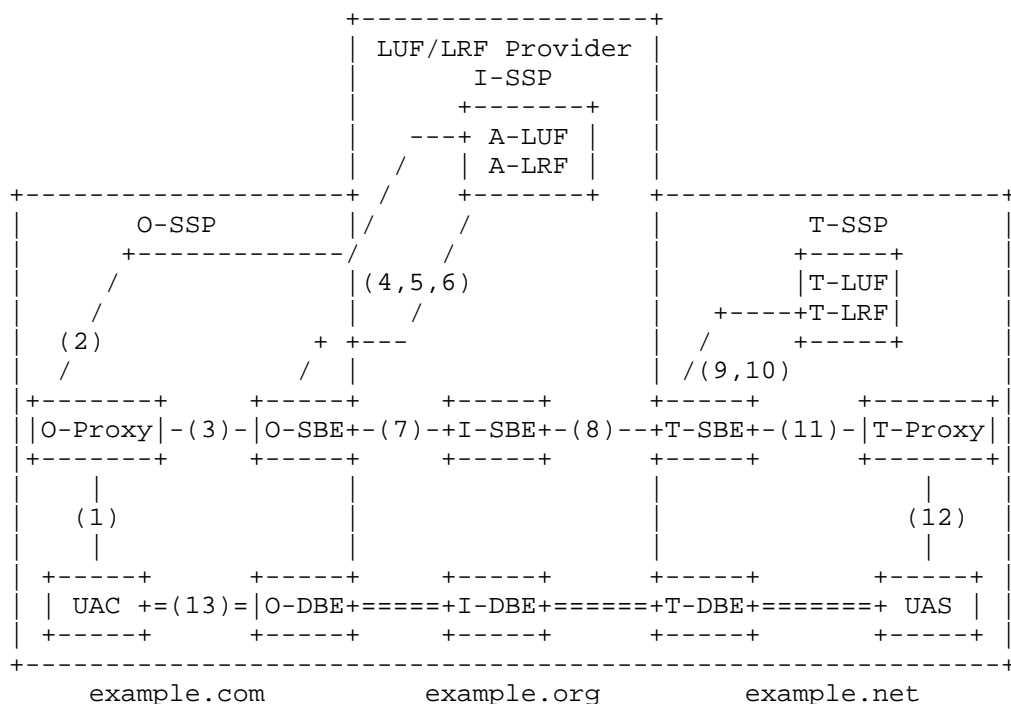 LUF/LRF Provider
I-SSP
A-LUF
A-LRF
O-SSP T-SSP
(4,5,6) T-LUF
T-LRF
(2)
(9,10)
O-Proxy -(3)- O-SBE -(7)- I-SBE -(8)-- T-SBE -(11)- T-Proxy
(1) (12)
UAC =(13)= O-DBE ===== I-DBE ====== T-DBE ======= UAS
example.com example.org example.net